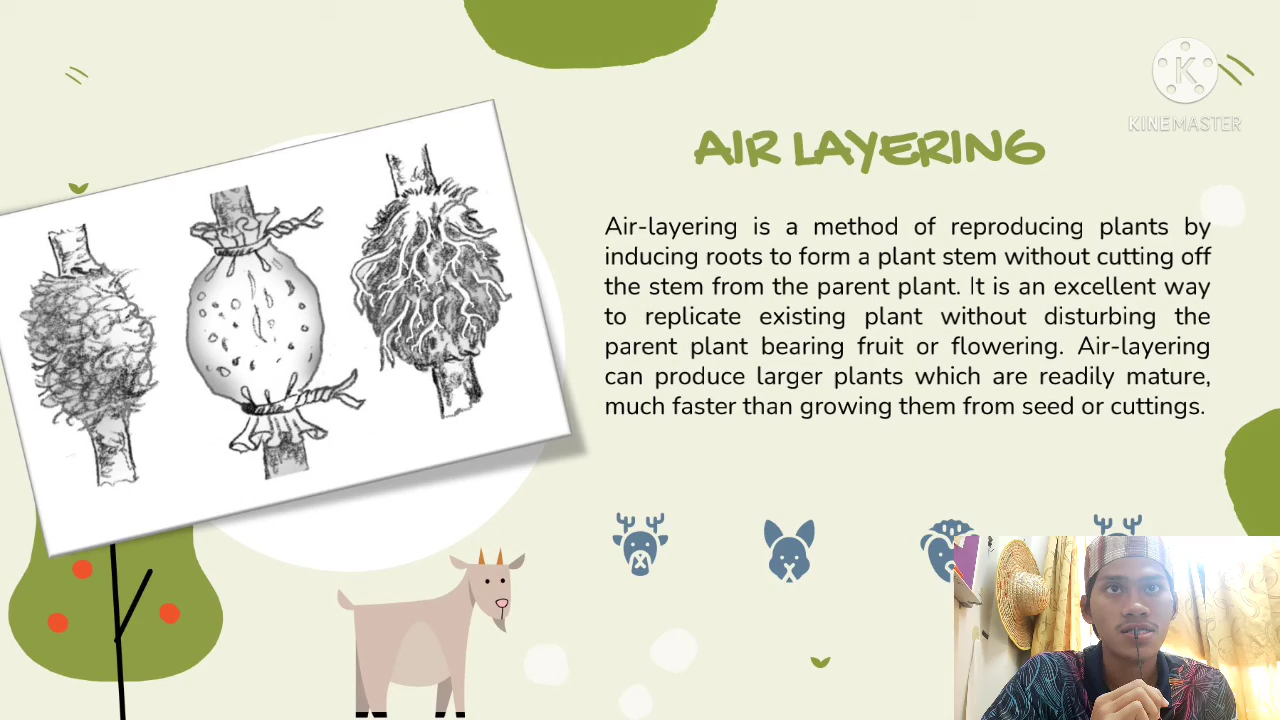 KINEMASTER
AIR LAYERING
Air-layering is a method of reproducing plants by
inducing roots to form a plant stem without cutting off
the stem from the parent plant. It is an excellent way
to replicate existing plant without disturbing the
parent plant bearing fruit or flowering. Air-layering
can produce larger plants which are readily mature,
much faster than growing them from seed or cuttings.